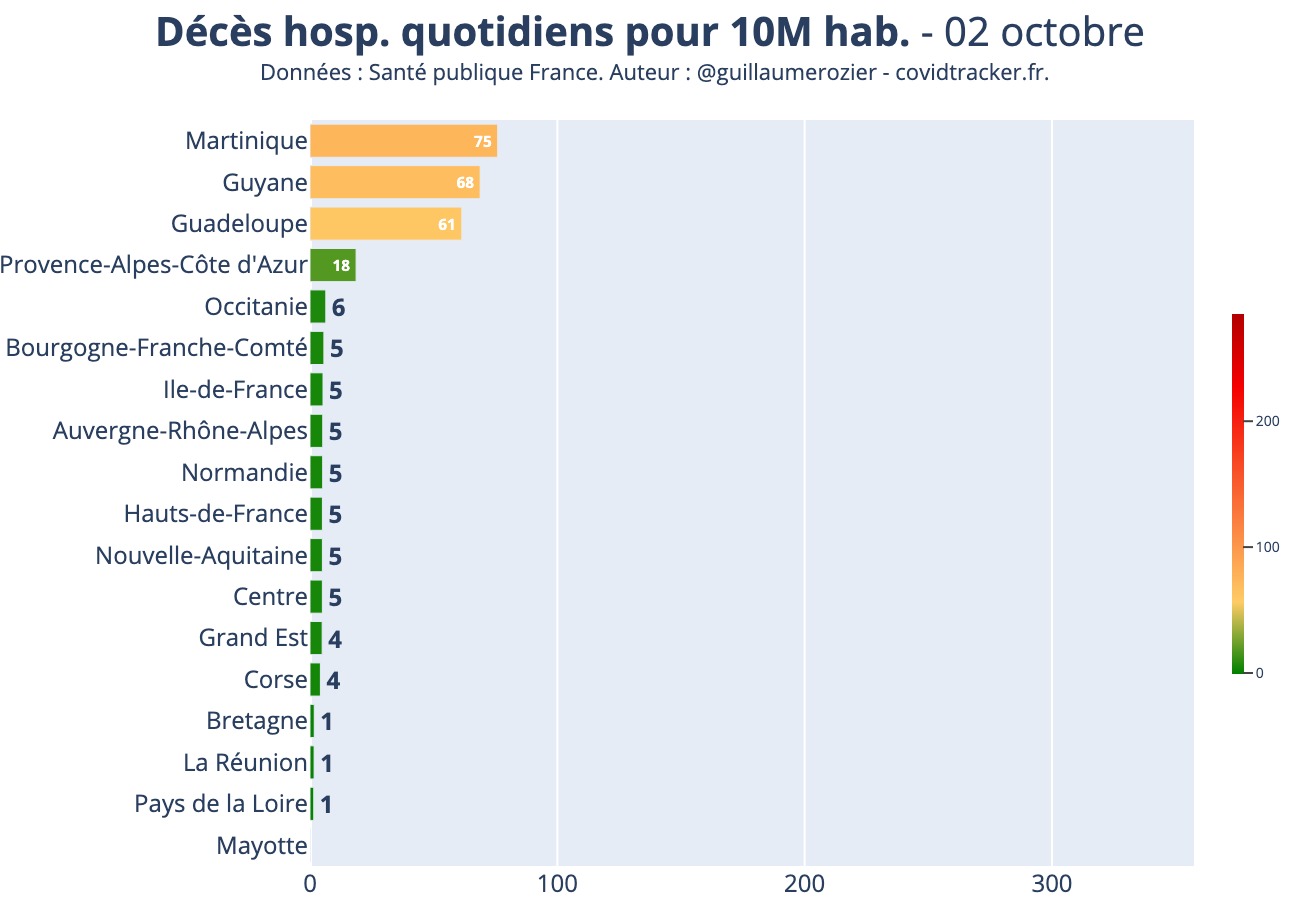 Décès hosp. quotidiens pour 10M hab. - 02 octobre
Données : Santé publique France. Auteur : @guillaumerozier - covidtracker.fr.
Martinique 75
Guyane 68
Guadeloupe 61
Provence-Alpes-Côte d'Azur 18
Occitanie 6
Bourgogne-Franche-Comté 5
Ile-de-France 5
Auvergne-Rhône-Alpes 5
Normandie 5
Hauts-de-France 5
Nouvelle-Aquitaine 5
Centre 5
Grand Est 4
Corse 4
Bretagne 1
La Réunion 1
Pays de la Loire 1
Mayotte
0 100 200 300
200
100
0